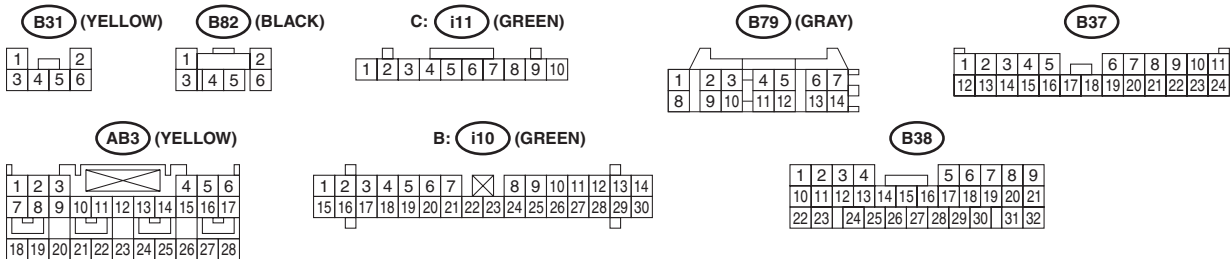 B31 (YELLOW)
1 2
3 4 5 6
B82 (BLACK)
1 2
3 4 5 6
C: i11 (GREEN)
1 2 3 4 5 6 7 8 9 10
B79 (GRAY)
1 2 3 4 5 6 7
8 9 10 11 12 13 14
B37
1 2 3 4 5 6 7 8 9 10 11
12 13 14 15 16 17 18 19 20 21 22 23 24
AB3 (YELLOW)
1 2 3 4 5 6
7 8 9 10 11 12 13 14 15 16 17
18 19 20 21 22 23 24 25 26 27 28
B: i10 (GREEN)
1 2 3 4 5 6 7 8 9 10 11 12 13 14
15 16 17 18 19 20 21 22 23 24 25 26 27 28 29 30
B38
1 2 3 4 5 6 7 8 9
10 11 12 13 14 15 16 17 18 19 20 21
22 23 24 25 26 27 28 29 30 31 32